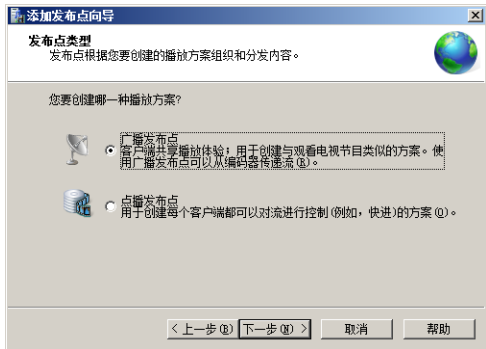 添加发布点向导
发布点类型
发布点根据您要创建的播放方案组织和分发内容。
您要创建哪一种播放方案?
广播发布点
客户端共享播放体验；用于创建与观看电视节目类似的方案。使
用广播发布点可以从编码器传递流(R)。
点播发布点
用于创建每个客户端都可以对流进行控制(例如，快进)的方案(O)。
< 上一步(B)
下一步(N) >
取消
帮助